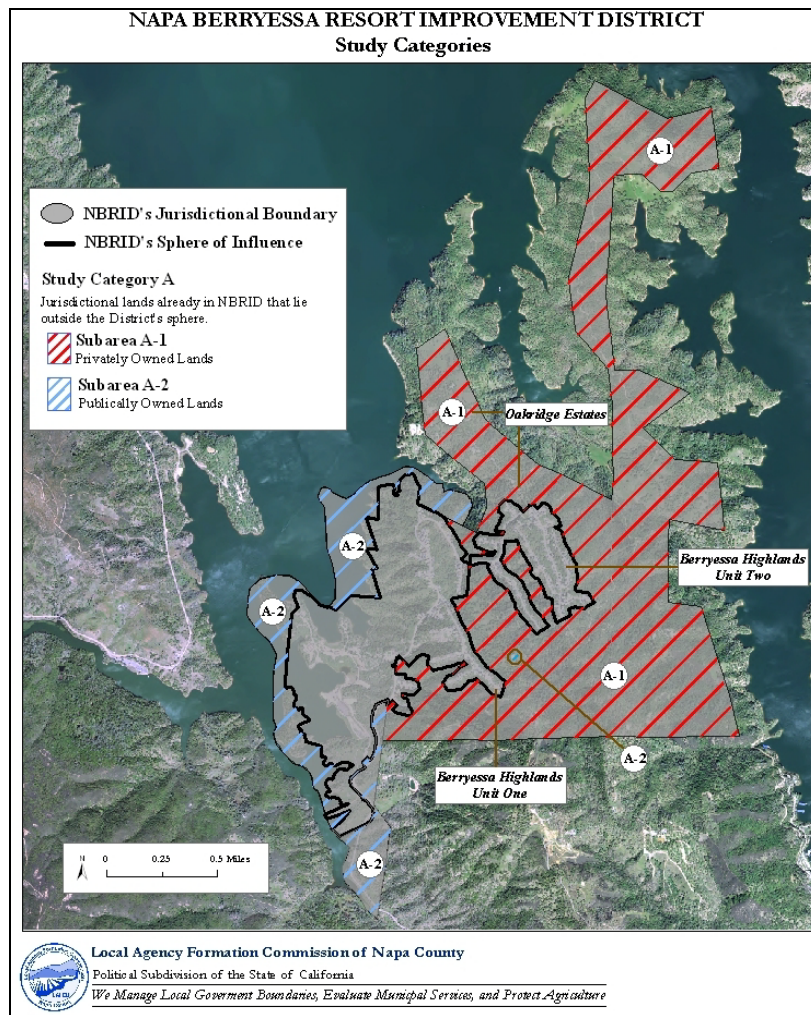 NAPA BERRYESSA RESORT IMPROVEMENT DISTRICT
Study Categories
NBRID's Jurisdictional Boundary
NBRID's Sphere of Influence
Study Category A
Jurisdictional lands already in NBRID that lie
outside the District's sphere.
Subarea A-1
Privately Owned Lands
Subarea A-2
Publically Owned Lands
A-1
A-1
Oakridge Estates
A-2
Berryessa Highlands
Unit Two
A-2
A-1
A-2
Berryessa Highlands
Unit One
A-2
N
0 0.25 0.5 Miles
Local Agency Formation Commission of Napa County
Political Subdivision of the State of California
We Manage Local Goverment Boundaries, Evaluate Municipal Services, and Protect Agriculture